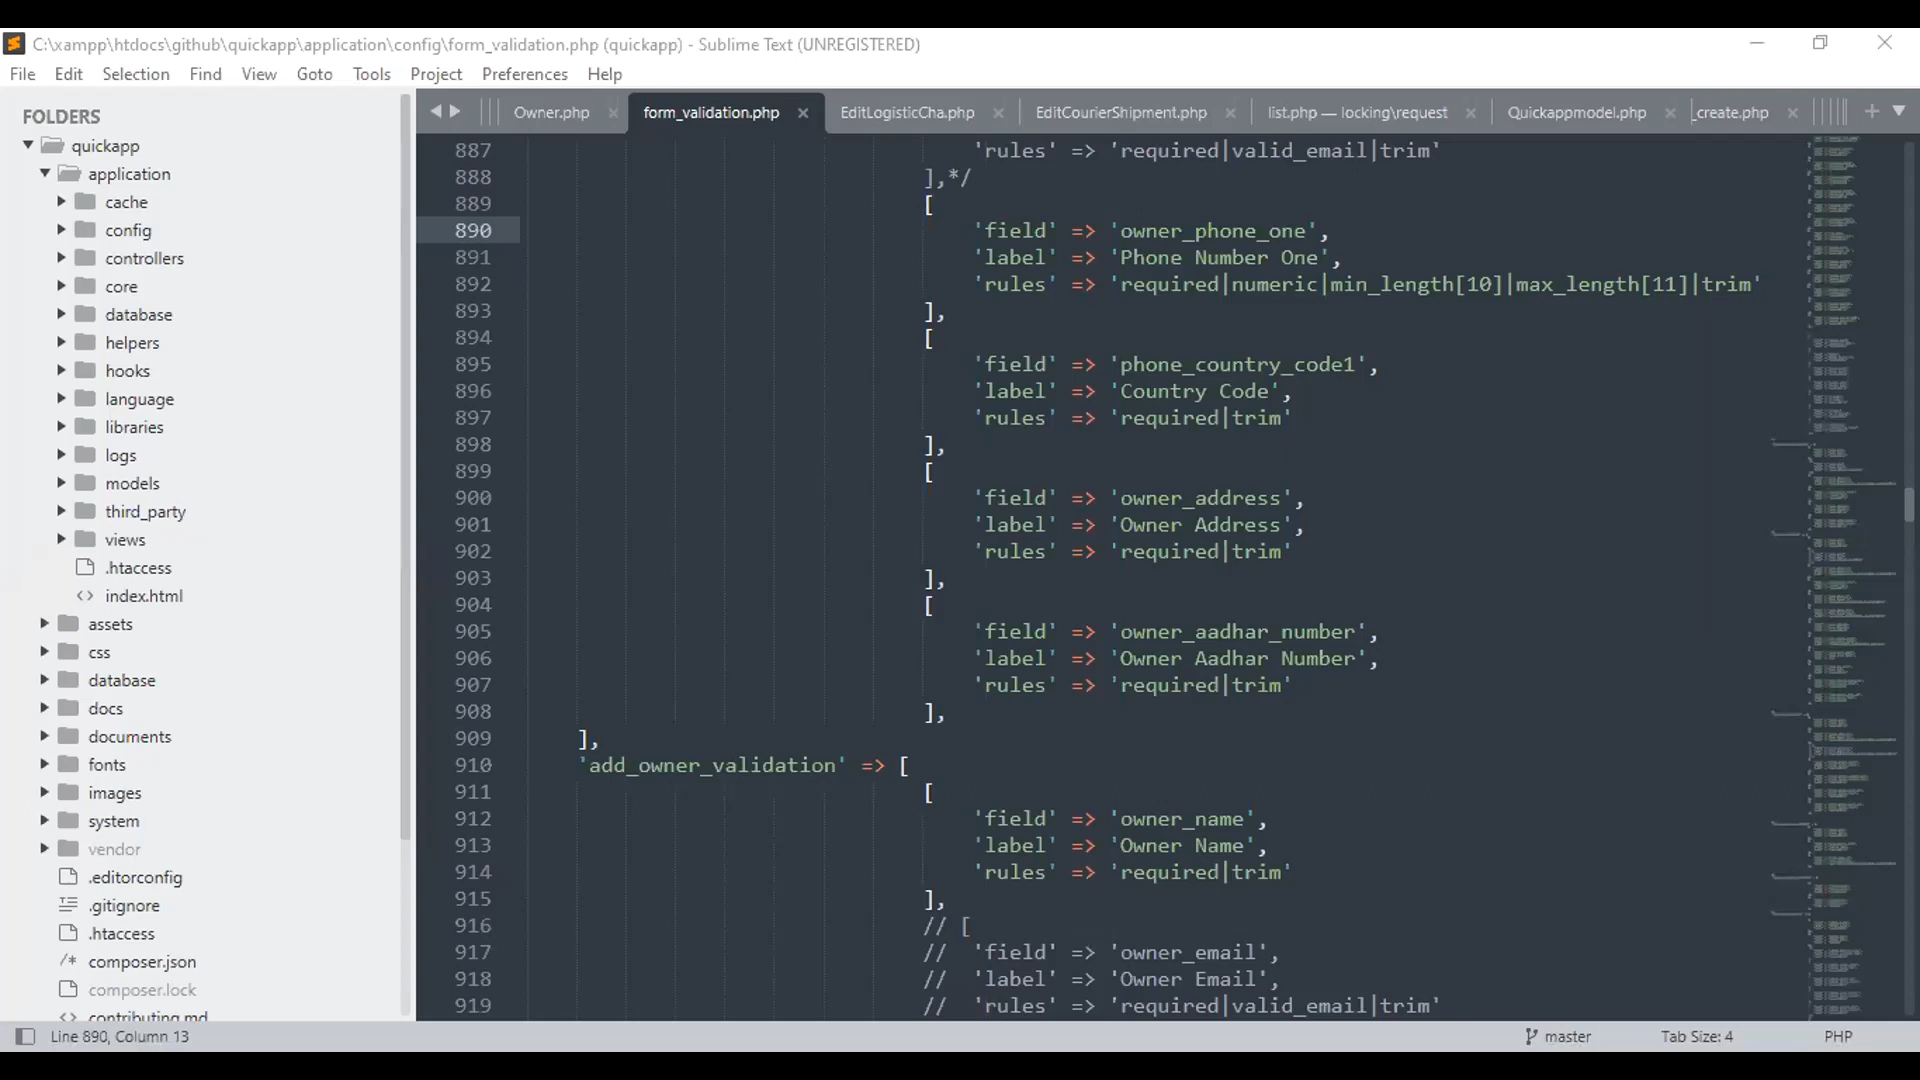 C:\xampp\htdocs\github\quickapp\application\config\form_validation.php (quickapp) - Sublime Text (UNREGISTERED)
File Edit Selection Find View Goto Tools Project Preferences Help
FOLDERS
quickapp
application
cache
config
controllers
core
database
helpers
hooks
language
libraries
logs
models
third_party
views
.htaccess
index.html
assets
css
database
docs
documents
fonts
images
system
vendor
.editorconfig
.gitignore
.htaccess
composer.json
composer.lock
contributing.md
Owner.php form_validation.php EditLogisticCha.php EditCourierShipment.php list.php — locking\request Quickappmodel.php _create.php
887 'rules' => 'required|valid_email|trim'
888 ],*/
889 [
890 'field' => 'owner_phone_one',
891 'label' => 'Phone Number One',
892 'rules' => 'required|numeric|min_length[10]|max_length[11]|trim'
893 ],
894 [
895 'field' => 'phone_country_code1',
896 'label' => 'Country Code',
897 'rules' => 'required|trim'
898 ],
899 [
900 'field' => 'owner_address',
901 'label' => 'Owner Address',
902 'rules' => 'required|trim'
903 ],
904 [
905 'field' => 'owner_aadhar_number',
906 'label' => 'Owner Aadhar Number',
907 'rules' => 'required|trim'
908 ],
909 ],
910 'add_owner_validation' => [
911 [
912 'field' => 'owner_name',
913 'label' => 'Owner Name',
914 'rules' => 'required|trim'
915 ],
916 // [
917 // 'field' => 'owner_email',
918 // 'label' => 'Owner Email',
919 // 'rules' => 'required|valid_email|trim'
Line 890, Column 13 master Tab Size: 4 PHP